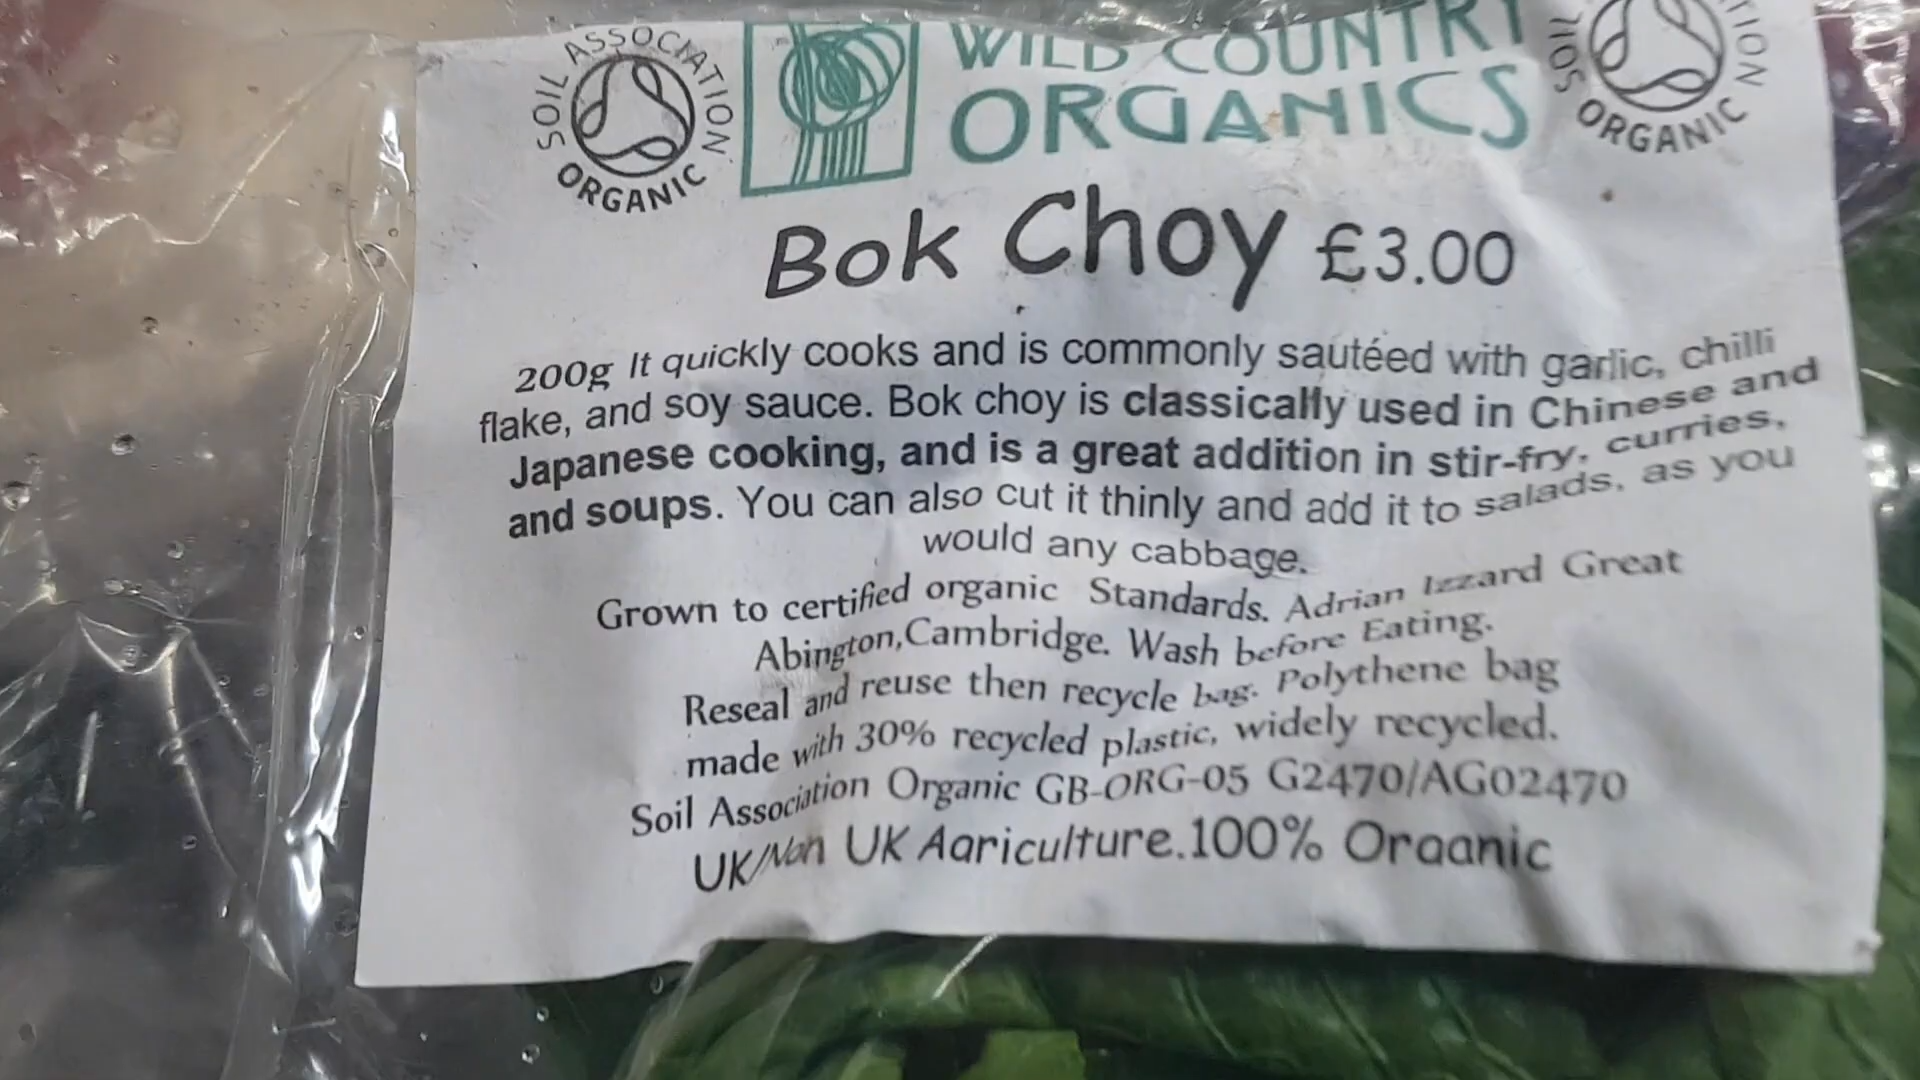 SOIL ASSOCIATION ORGANIC
WILD COUNTRY
ORGANICS
SOIL ORGANIC
Bok Choy £3.00
200g It quickly cooks and is commonly sautéed with garlic, chilli
flake, and soy sauce. Bok choy is classically used in Chinese and
Japanese cooking, and is a great addition in stir-fry, curries,
and soups. You can also cut it thinly and add it to salads, as you
would any cabbage.
Grown to certified organic Standards. Adrian Izzard Great
Abington,Cambridge. Wash before Eating.
Reseal and reuse then recycle bag. Polythene bag
made with 30% recycled plastic, widely recycled.
Soil Association Organic GB-ORG-05 G2470/AG02470
UK/Non UK Agriculture.100% Organic